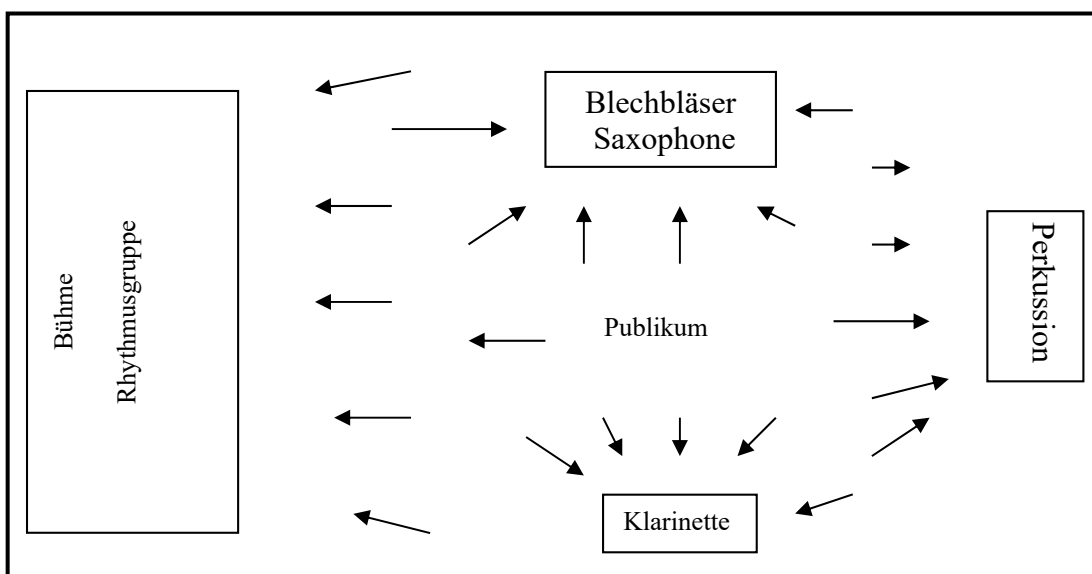 Bühme
Rhythmusgruppe
Blechbläser
Saxophone
Publikum
Klarinette
Perkussion